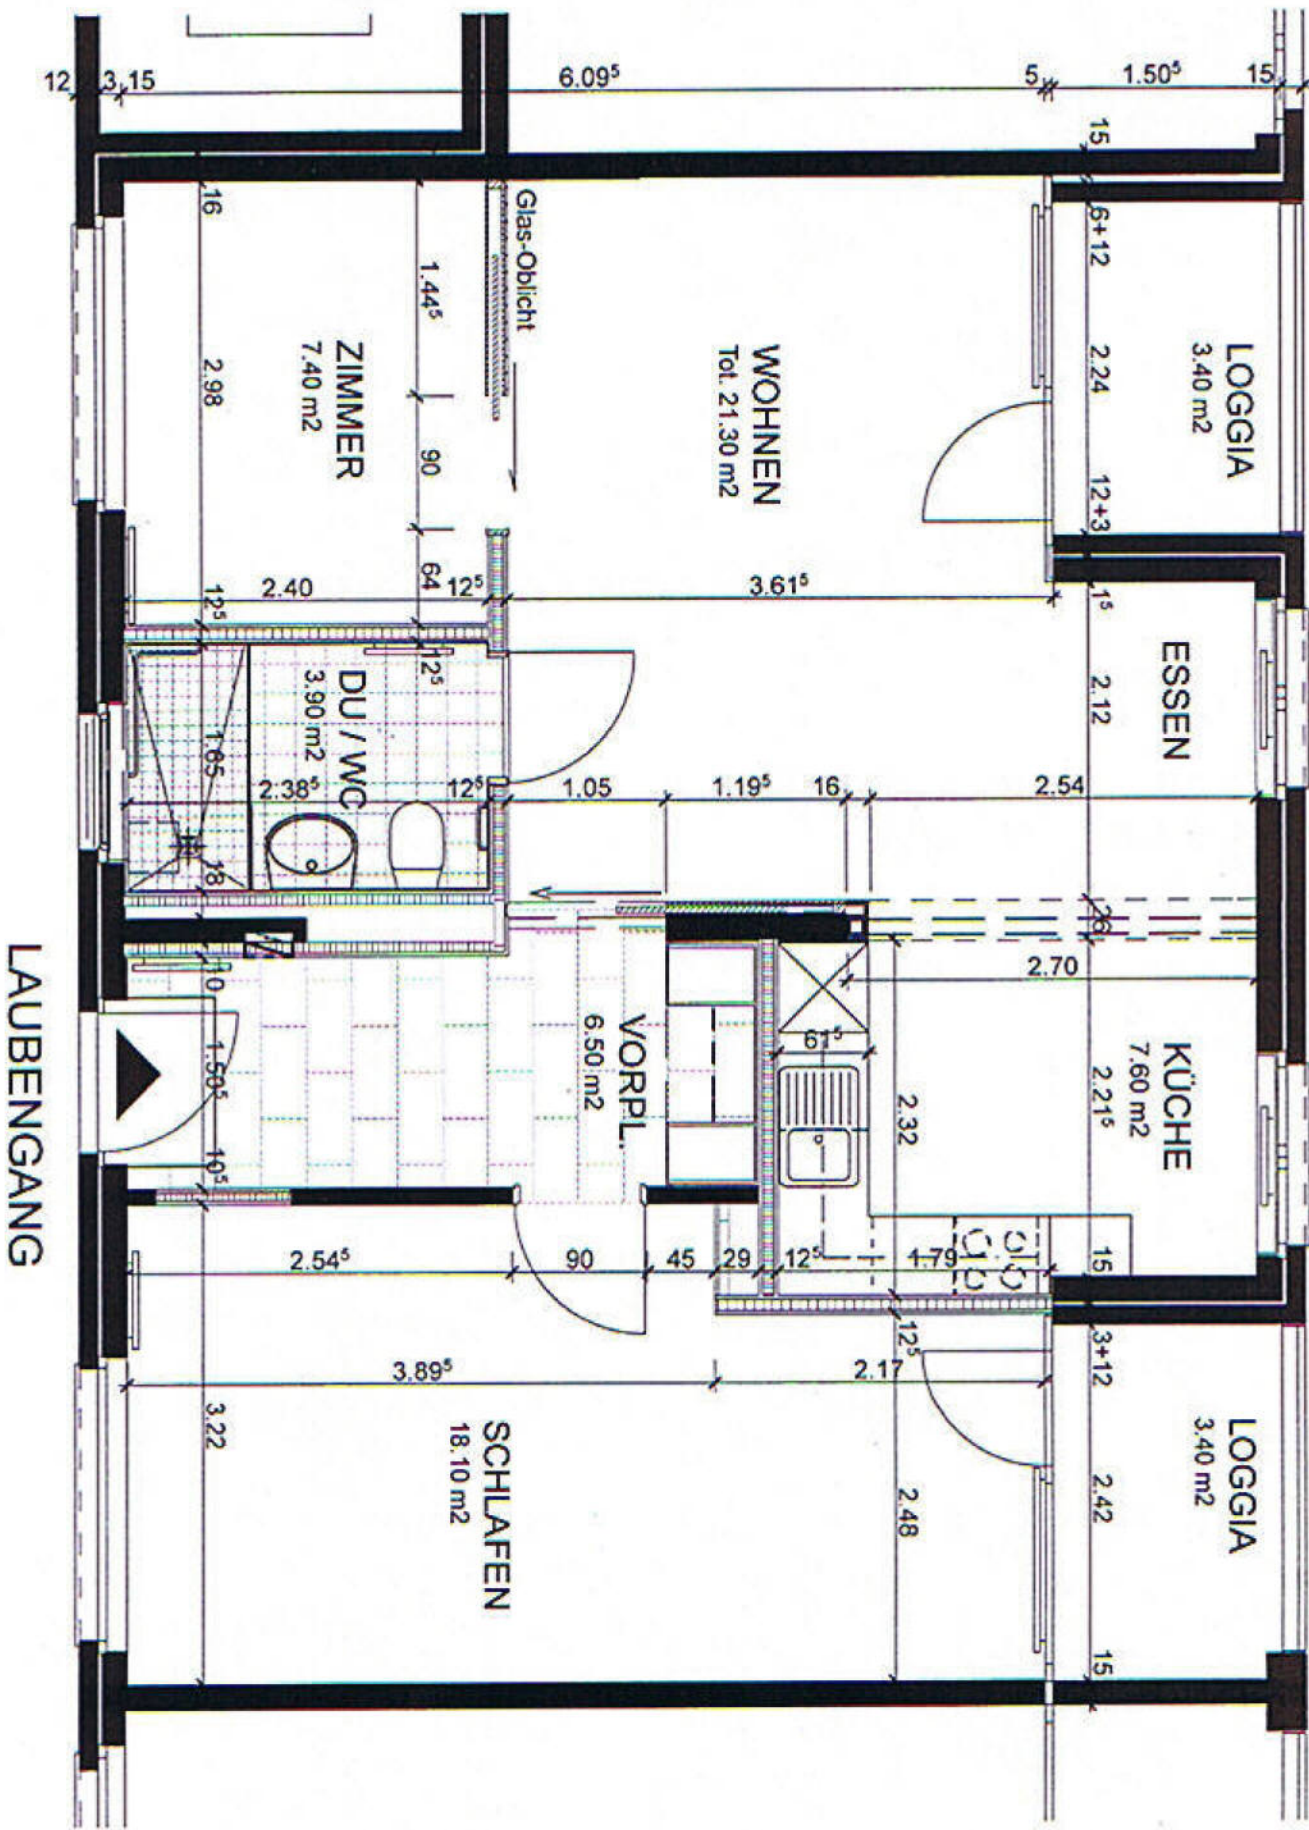 12
3.15
6.09⁵
5
1.50⁵
15
15
16
1.44⁵
Glas-Oblicht
6+12
2.98
ZIMMER
7.40 m2
90
WOHNEN
Tot. 21.30 m2
2.24
LOGGIA
3.40 m2
12+3
64
12⁵
2.40
12⁵
3.61⁵
1⁵
12⁵
DU / WC
3.90 m2
ESSEN
2.12
1.65
2.38⁵
12⁵
1.05
1.19⁵
16
2.54
18
26
2.70
10
LAUBENGANG
1.50⁵
VORPL.
6.50 m2
61⁵
2.32
KÜCHE
7.60 m2
2.21⁵
10⁵
2.54⁵
90
45
29
12⁵
1.79
15
12⁵
3+12
3.89⁵
2.17
3.22
SCHLAFEN
18.10 m2
2.48
2.42
LOGGIA
3.40 m2
15